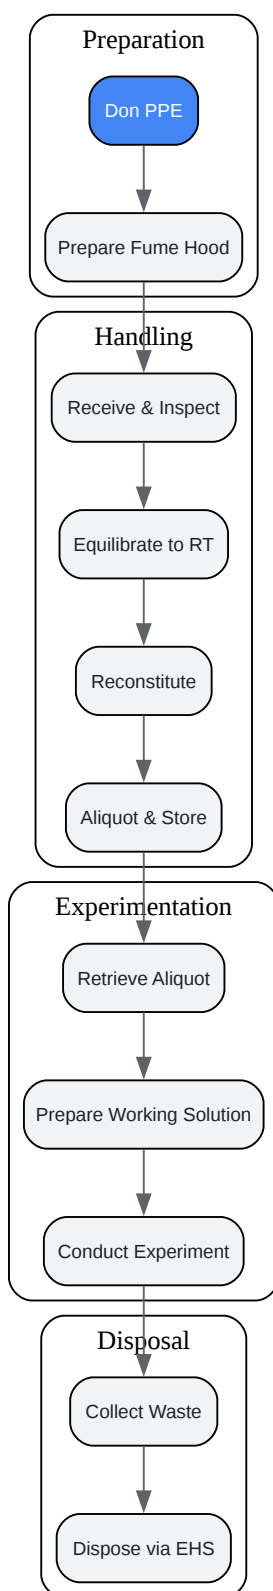 Preparation
Don PPE
Prepare Fume Hood
Handling
Receive & Inspect
Equilibrate to RT
Reconstitute
Aliquot & Store
Experimentation
Retrieve Aliquot
Prepare Working Solution
Conduct Experiment
Disposal
Collect Waste
Dispose via EHS